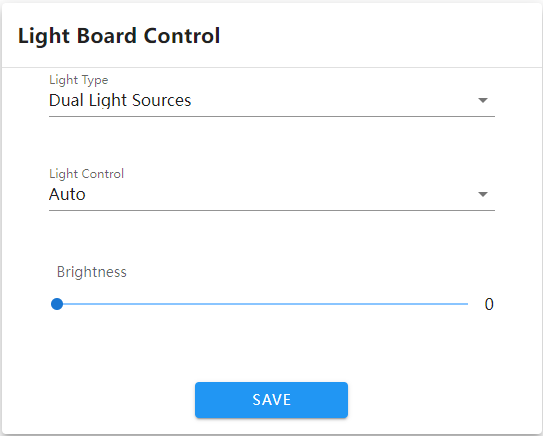 Light Board Control
Light Type
Dual Light Sources
Light Control
Auto
Brightness
0
SAVE